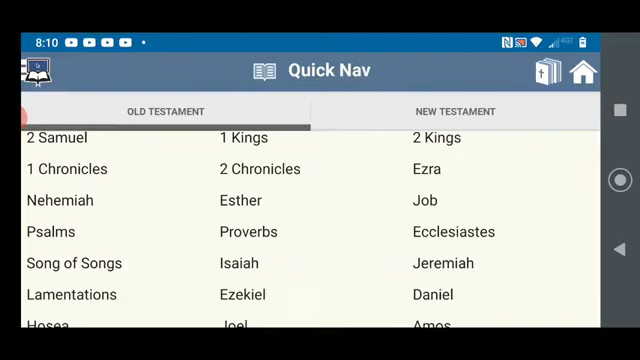 8:10 4GE
Quick Nav
OLD TESTAMENT NEW TESTAMENT
2 Samuel 1 Kings 2 Kings
1 Chronicles 2 Chronicles Ezra
Nehemiah Esther Job
Psalms Proverbs Ecclesiastes
Song of Songs Isaiah Jeremiah
Lamentations Ezekiel Daniel
Hosea Joel Amos